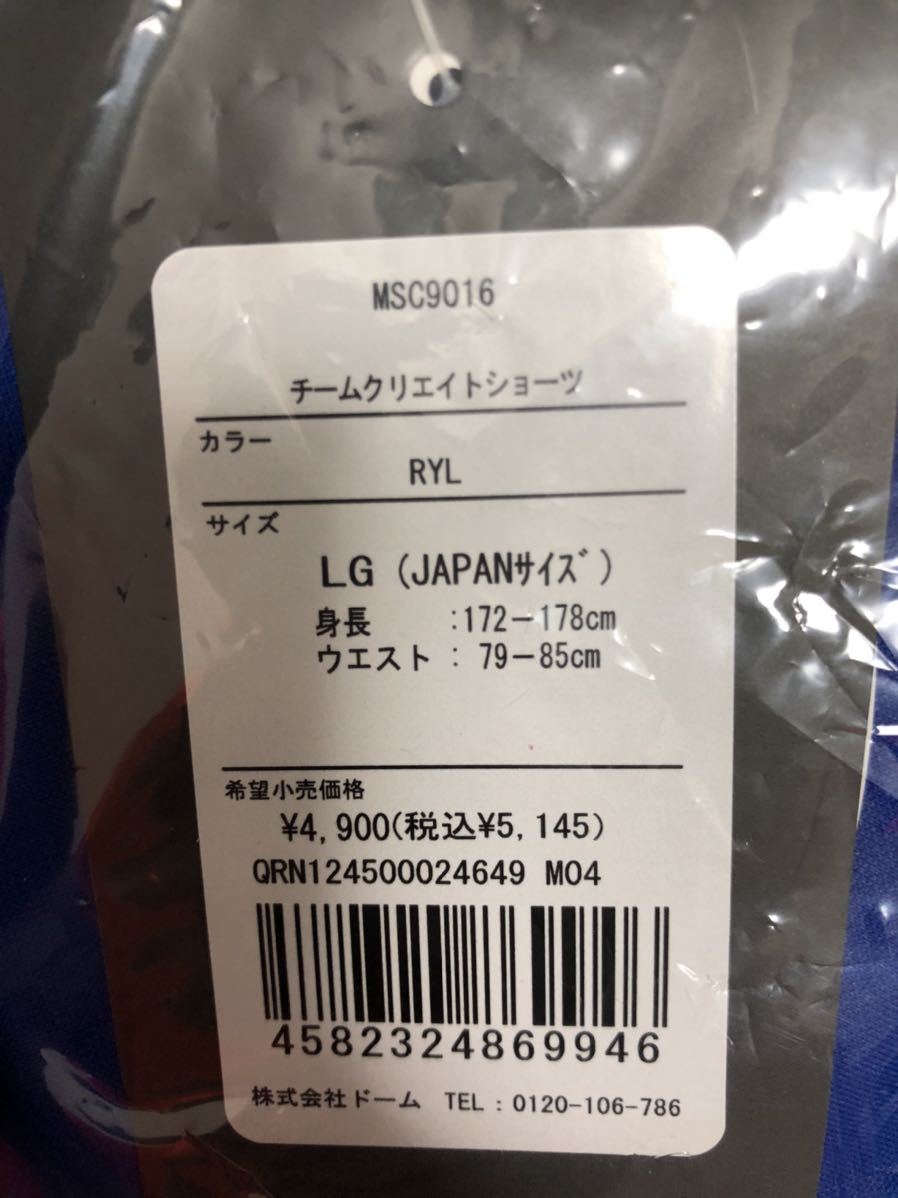 MSC9016
チームクリエイトショーツ
カラー
RYL
サイズ
LG (JAPANｻｲｽﾞ)
身長 :172-178cm
ウエスト : 79-85cm
希望小売価格
¥4,900(税込¥5,145)
QRN124500024649 M04
4582324869946
株式会社ドーム TEL : 0120-106-786